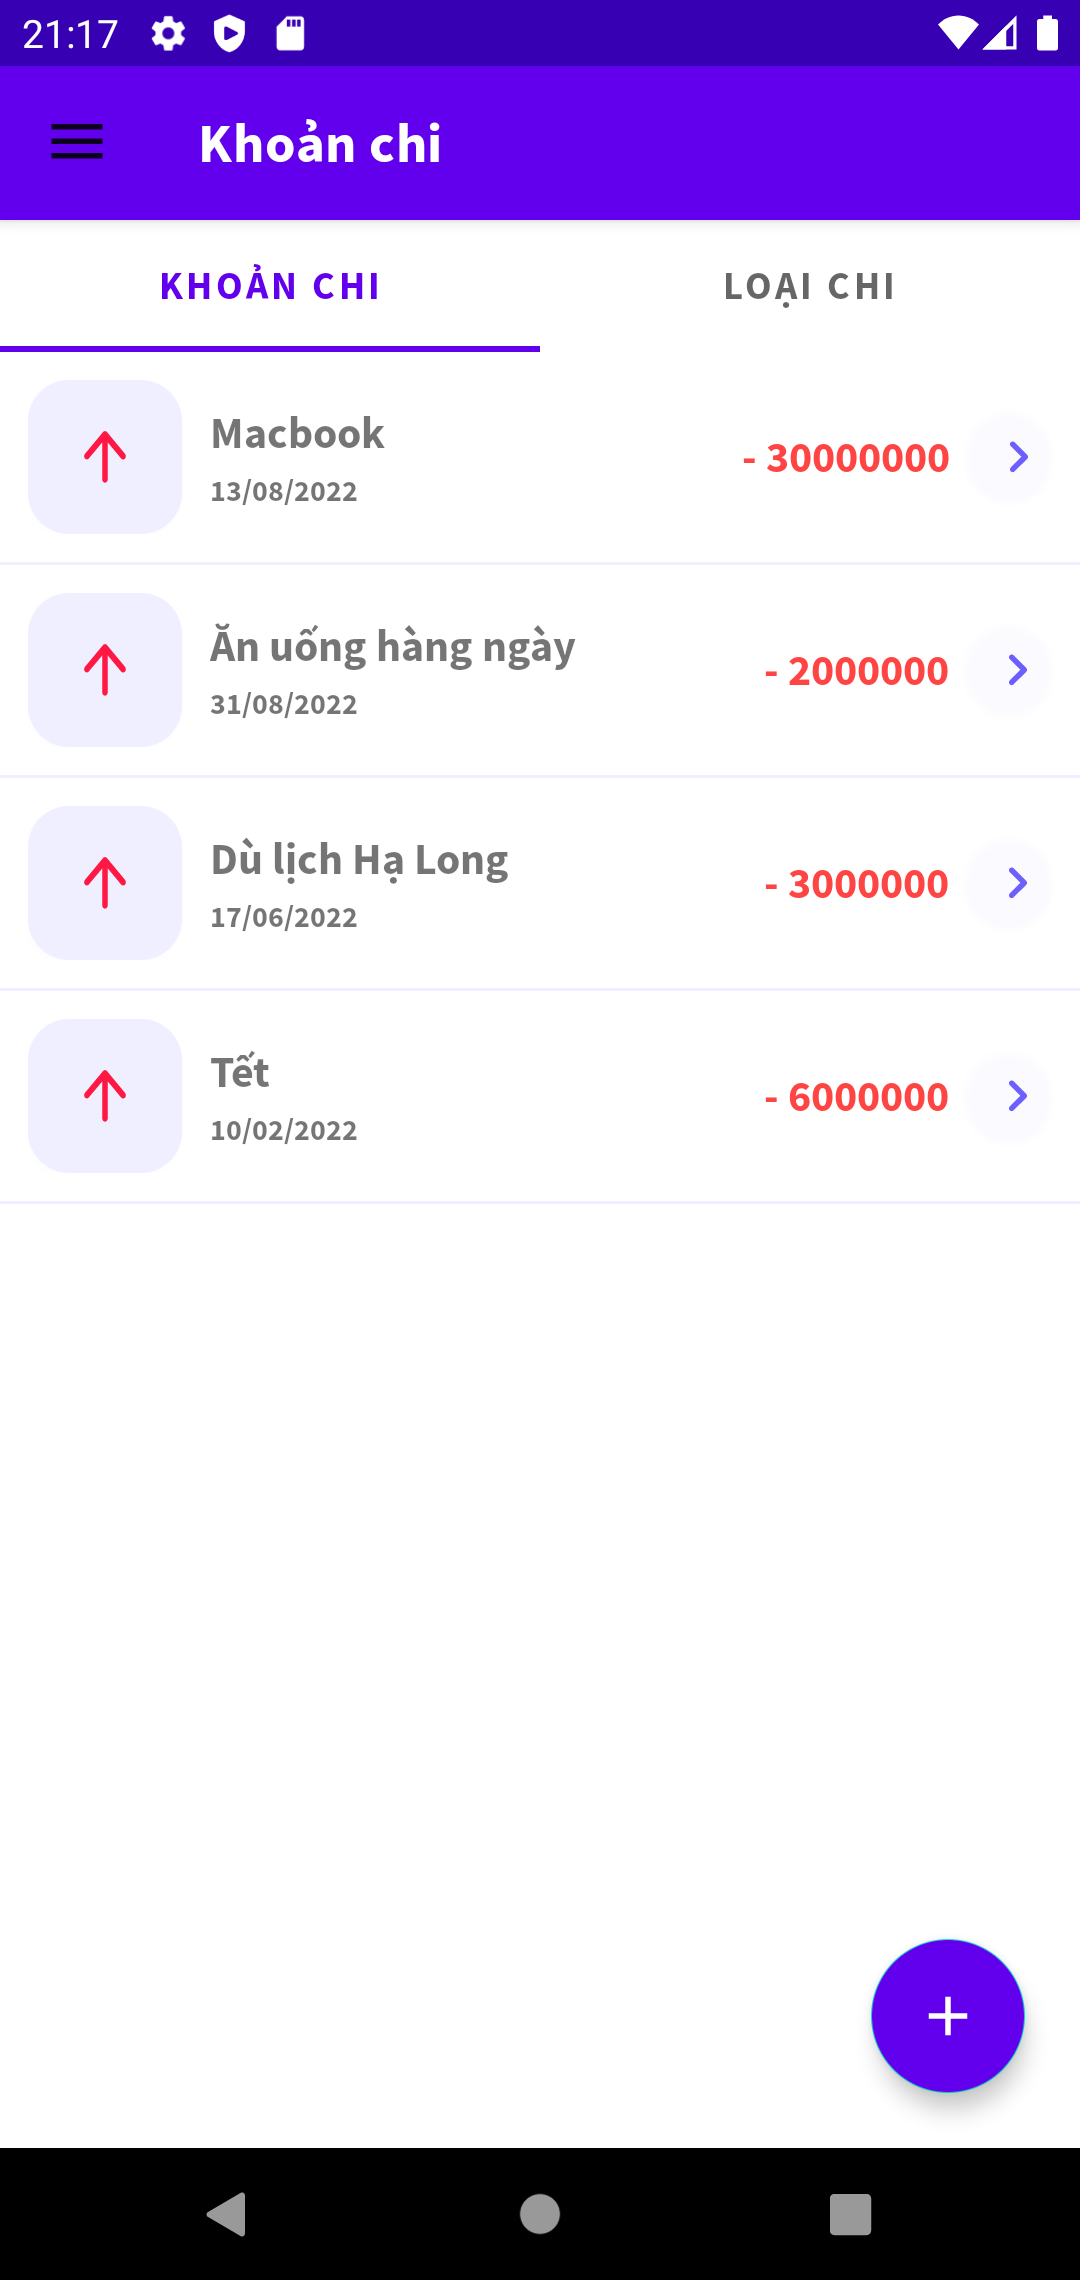 21:17
Khoản chi
KHOẢN CHI
LOẠI CHI
Macbook
13/08/2022
- 30000000
Ăn uống hàng ngày
31/08/2022
- 2000000
Dù lịch Hạ Long
17/06/2022
- 3000000
Tết
10/02/2022
- 6000000